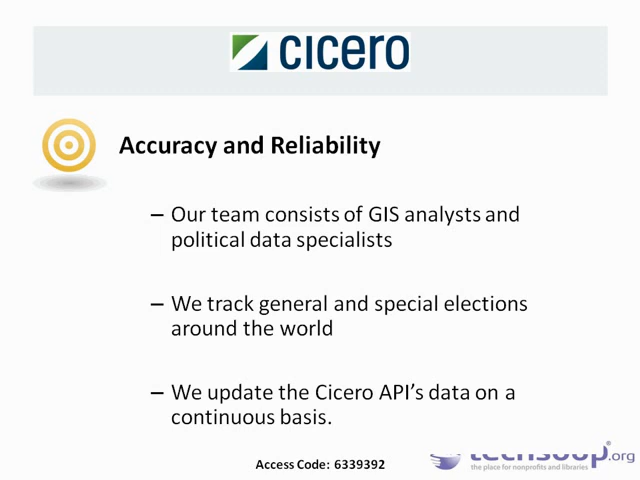 cicero
Accuracy and Reliability
– Our team consists of GIS analysts and
political data specialists
– We track general and special elections
around the world
– We update the Cicero API's data on a
continuous basis.
Access Code: 6339392
techsoup.org
the place for nonprofits and libraries